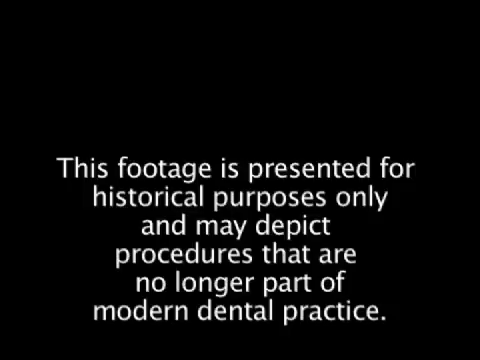 This footage is presented for
historical purposes only
and may depict
procedures that are
no longer part of
modern dental practice.